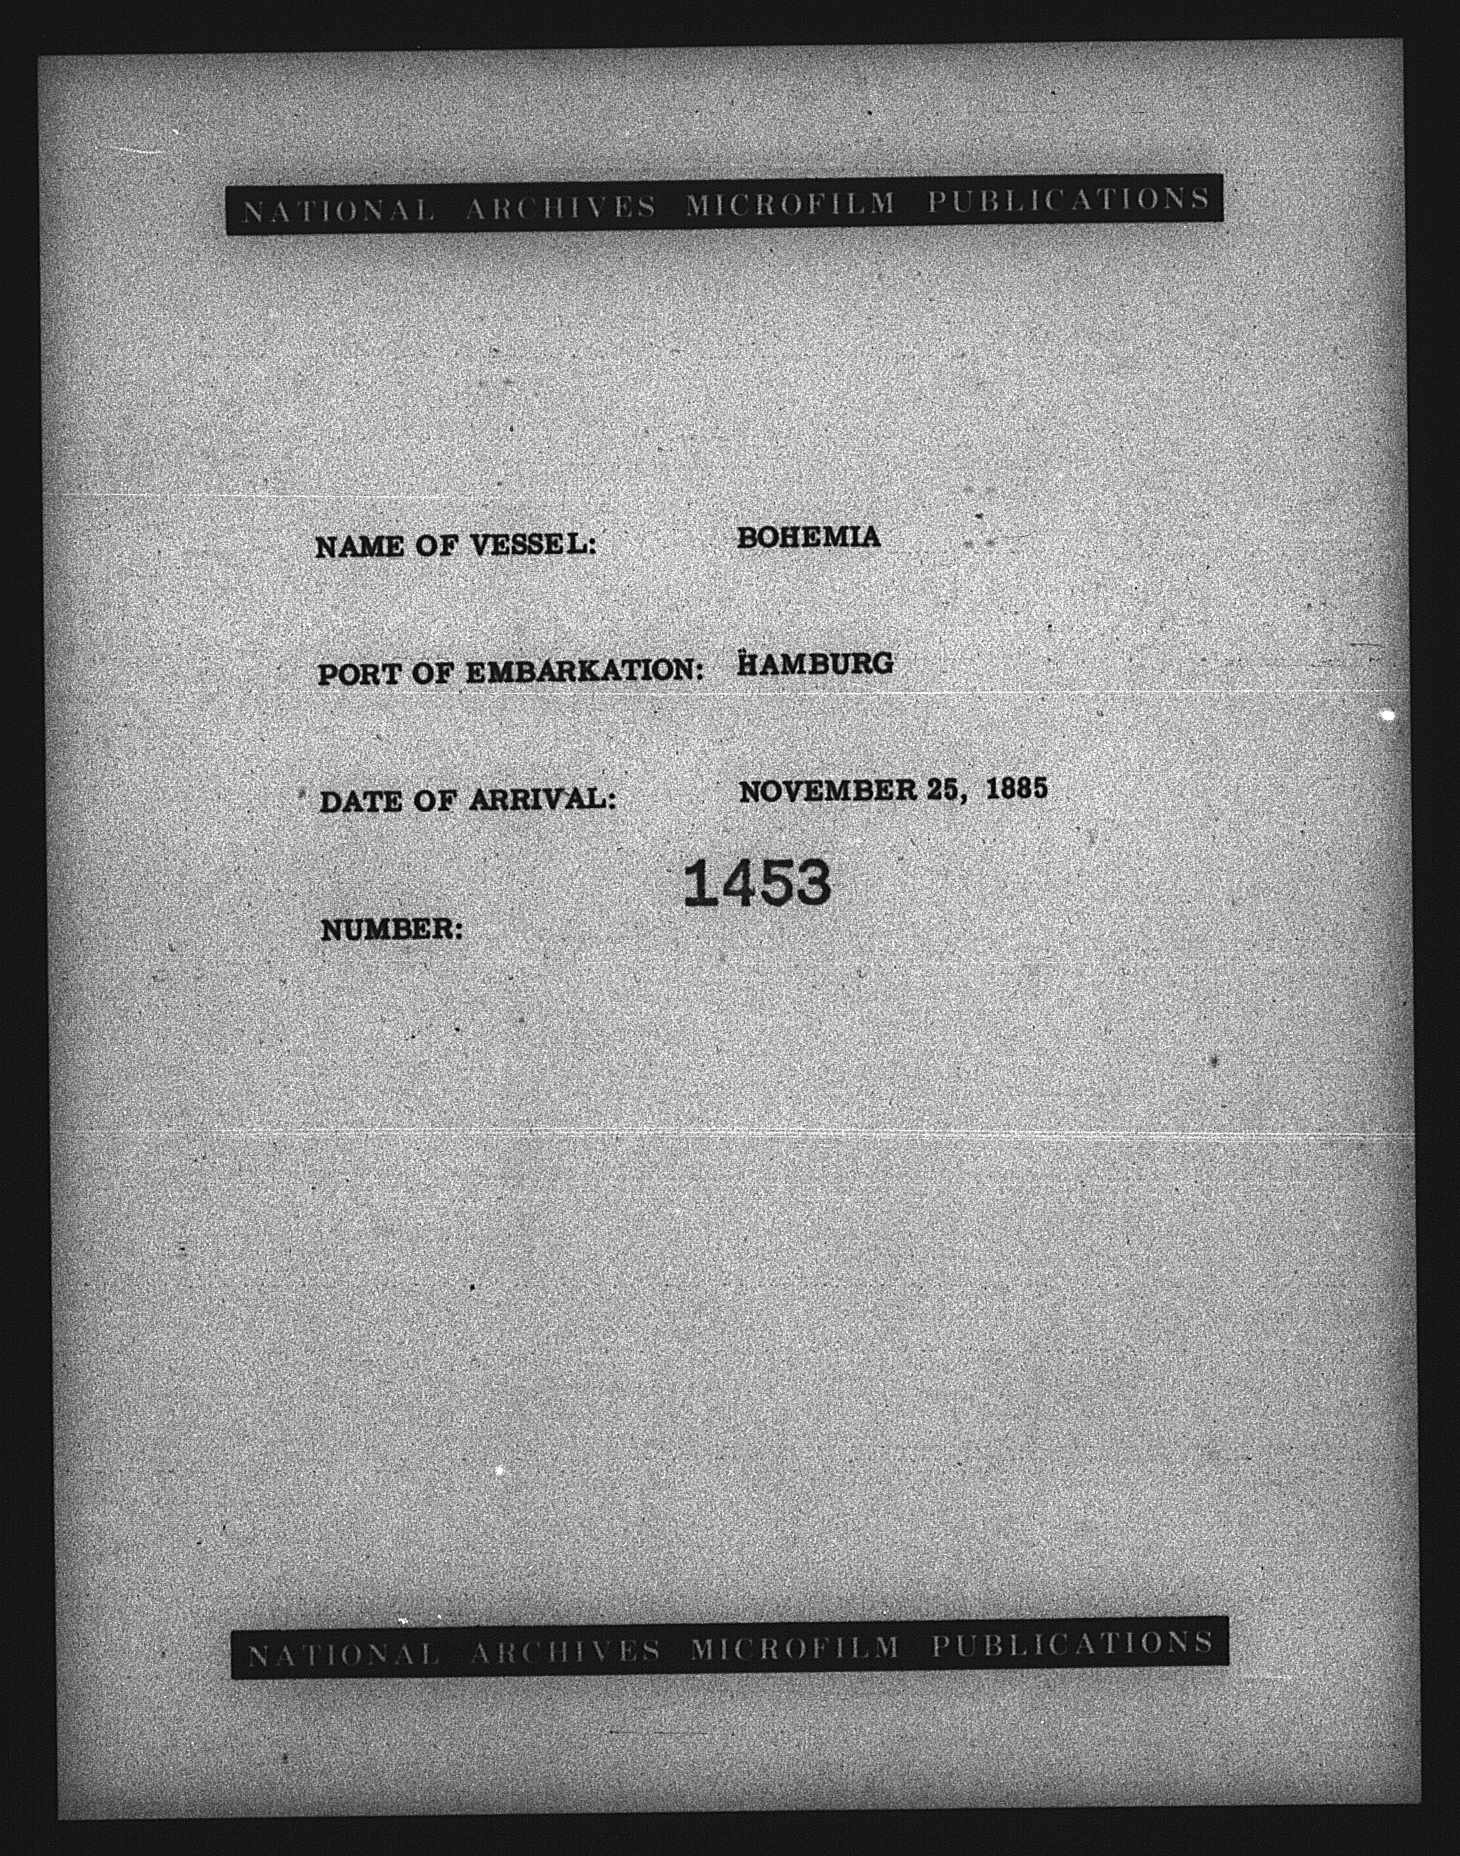 NATIONAL ARCHIVES MICROFILM PUBLICATIONS
NAME OF VESSEL: BOHEMIA
PORT OF EMBARKATION: HAMBURG
DATE OF ARRIVAL: NOVEMBER 25, 1885
1453
NUMBER:
NATIONAL ARCHIVES MICROFILM PUBLICATIONS